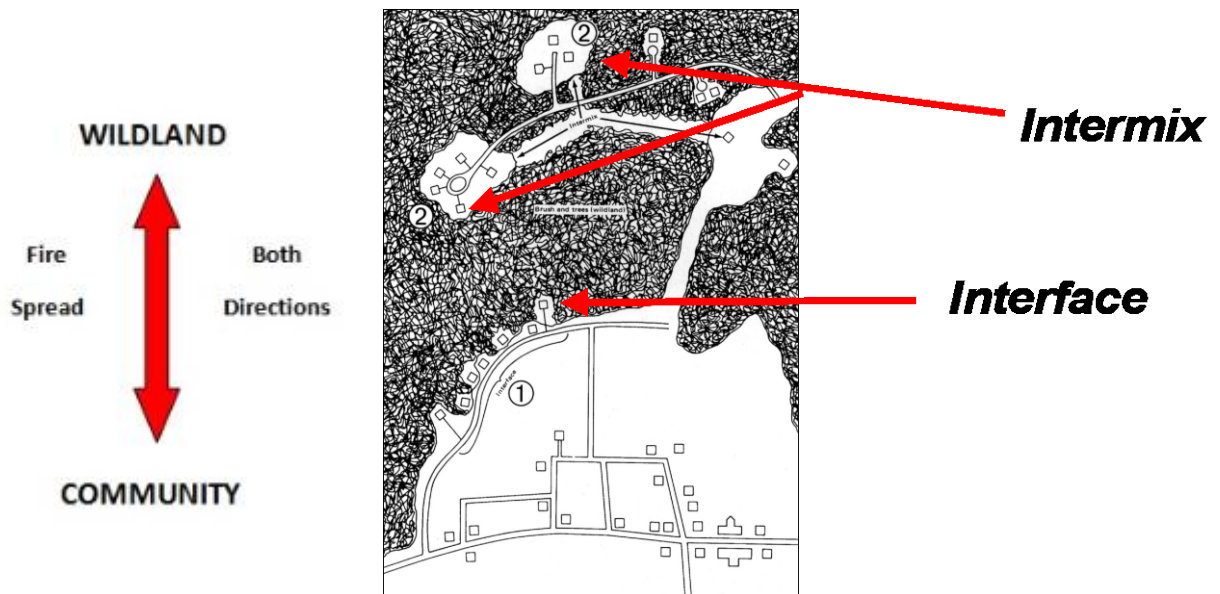 WILDLAND
Fire
Spread
Both
Directions
COMMUNITY
2
Intermix
2
Brush and trees (wildland)
Interface
1
Intermix
Interface